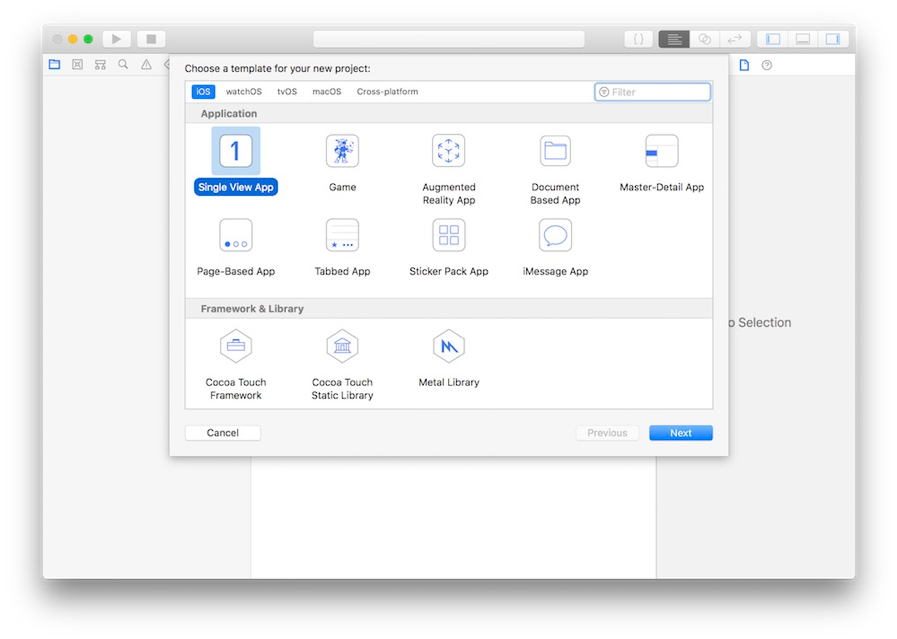 Choose a template for your new project:
iOS watchOS tvOS macOS Cross-platform
Filter
Application
1
Single View App
Game
Augmented
Reality App
Document
Based App
Master-Detail App
Page-Based App
Tabbed App
Sticker Pack App
iMessage App
Framework & Library
Cocoa Touch
Framework
Cocoa Touch
Static Library
Metal Library
Cancel
Previous
Next
o Selection